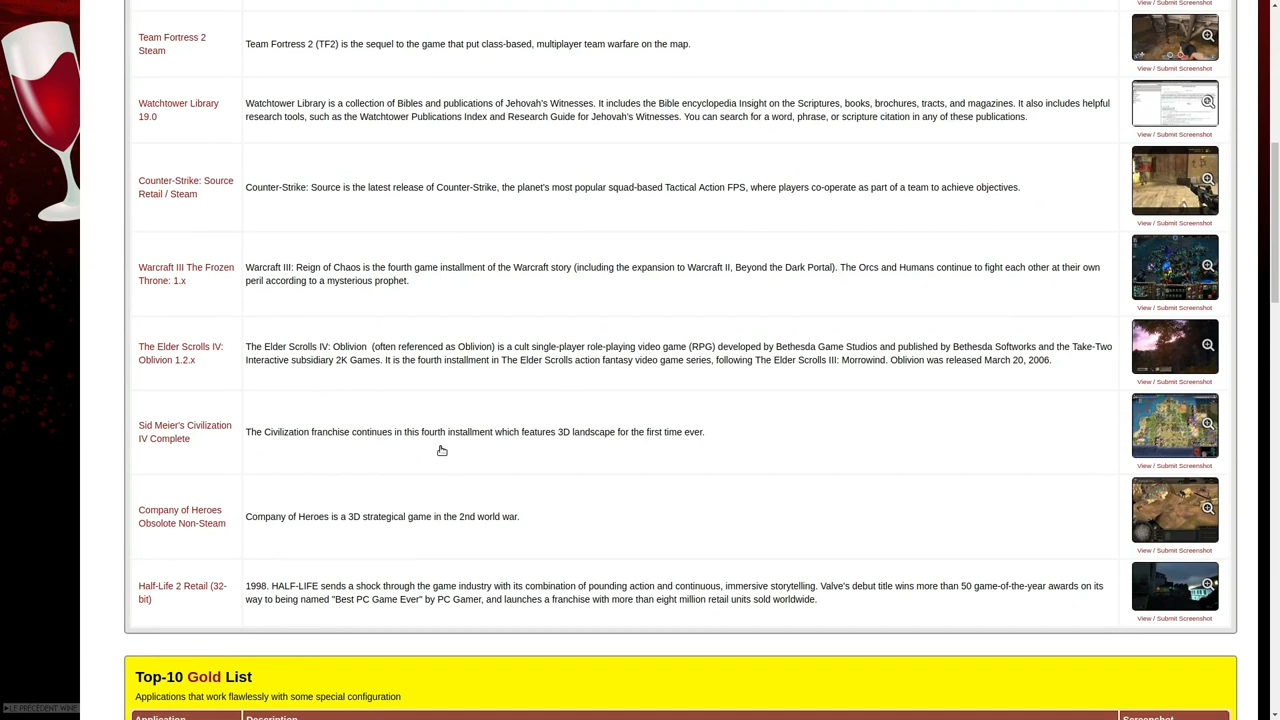 View / Submit Screenshot
Team Fortress 2
Steam
Team Fortress 2 (TF2) is the sequel to the game that put class-based, multiplayer team warfare on the map.
View / Submit Screenshot
Watchtower Library
19.0
Watchtower Library is a collection of Bibles and publications of Jehovah's Witnesses. It includes the Bible encyclopedia Insight on the Scriptures, books, brochures, tracts, and magazines. It also includes helpful
research tools, such as the Watchtower Publications Index and Research Guide for Jehovah's Witnesses. You can search for a word, phrase, or scripture citation in any of these publications.
View / Submit Screenshot
Counter-Strike: Source
Retail / Steam
Counter-Strike: Source is the latest release of Counter-Strike, the planet's most popular squad-based Tactical Action FPS, where players co-operate as part of a team to achieve objectives.
View / Submit Screenshot
Warcraft III The Frozen
Throne: 1.x
Warcraft III: Reign of Chaos is the fourth game installment of the Warcraft story (including the expansion to Warcraft II, Beyond the Dark Portal). The Orcs and Humans continue to fight each other at their own
peril according to a mysterious prophet.
View / Submit Screenshot
The Elder Scrolls IV:
Oblivion 1.2.x
The Elder Scrolls IV: Oblivion (often referenced as Oblivion) is a cult single-player role-playing video game (RPG) developed by Bethesda Game Studios and published by Bethesda Softworks and the Take-Two
Interactive subsidiary 2K Games. It is the fourth installment in The Elder Scrolls action fantasy video game series, following The Elder Scrolls III: Morrowind. Oblivion was released March 20, 2006.
View / Submit Screenshot
Sid Meier's Civilization
IV Complete
The Civilization franchise continues in this fourth installment which features 3D landscape for the first time ever.
View / Submit Screenshot
Company of Heroes
Obsolote Non-Steam
Company of Heroes is a 3D strategical game in the 2nd world war.
View / Submit Screenshot
Half-Life 2 Retail (32-
bit)
1998. HALF-LIFE sends a shock through the game industry with its combination of pounding action and continuous, immersive storytelling. Valve's debut title wins more than 50 game-of-the-year awards on its
way to being named "Best PC Game Ever" by PC Gamer, and launches a franchise with more than eight million retail units sold worldwide.
View / Submit Screenshot
Top-10 Gold List
Applications that work flawlessly with some special configuration
LE PRÉCÉDENT WINE
Application
Description
Screenshot